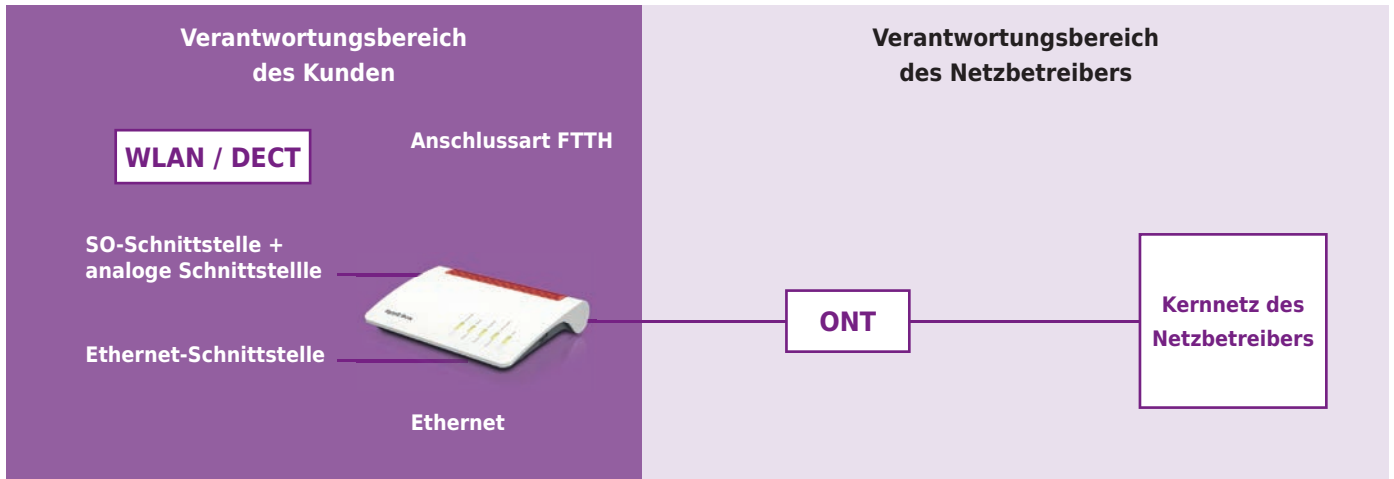 Verantwortungsbereich
des Kunden
Verantwortungsbereich
des Netzbetreibers
WLAN / DECT
Anschlussart FTTH
SO-Schnittstelle +
analoge Schnittstellle
Ethernet-Schnittstelle
Ethernet
ONT
Kernnetz des
Netzbetreibers